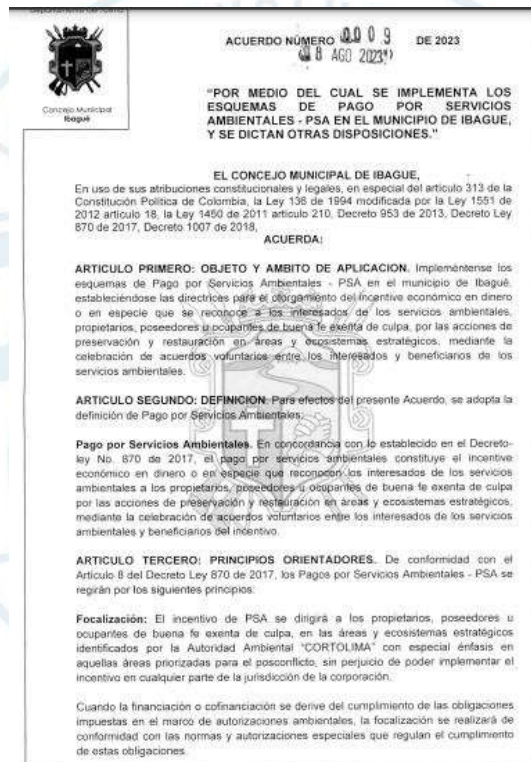 Concejo Municipal
Ibagué
ACUERDO NÚMERO 0009 DE 2023
( 8 AGO 2023 )
"POR MEDIO DEL CUAL SE IMPLEMENTA LOS
ESQUEMAS DE PAGO POR SERVICIOS
AMBIENTALES - PSA EN EL MUNICIPIO DE IBAGUE,
Y SE DICTAN OTRAS DISPOSICIONES."
EL CONCEJO MUNICIPAL DE IBAGUE,
En uso de sus atribuciones constitucionales y legales, en especial del articulo 313 de la
Constitución Política de Colombia, la Ley 136 de 1994 modificada por la Ley 1551 de
2012 articulo 18, la Ley 1450 de 2011 articulo 210, Decreto 953 de 2013, Decreto Ley
870 de 2017, Decreto 1007 de 2018,
ACUERDA:
ARTICULO PRIMERO: OBJETO Y AMBITO DE APLICACION. Impleméntense los
esquemas de Pago por Servicios Ambientales - PSA en el municipio de Ibagué,
estableciéndose las directrices para el otorgamiento del incentivo económico en dinero
o en especie que se reconoce a los interesados de los servicios ambientales,
propietarios, poseedores u ocupantes de buena fe exenta de culpa, por las acciones de
preservación y restauración en áreas y ecosistemas estratégicos, mediante la
celebración de acuerdos voluntarios entre los interesados y beneficiarios de los
servicios ambientales.
ARTICULO SEGUNDO: DEFINICION. Para efectos del presente Acuerdo, se adopta la
definición de Pago por Servicios Ambientales:
Pago por Servicios Ambientales. En concordancia con lo establecido en el Decreto-
ley No. 870 de 2017, el pago por servicios ambientales constituye el incentivo
económico en dinero o en especie que reconocen los interesados de los servicios
ambientales a los propietarios, poseedores u ocupantes de buena fe exenta de culpa
por las acciones de preservación y restauración en áreas y ecosistemas estratégicos,
mediante la celebración de acuerdos voluntarios entre los interesados de los servicios
ambientales y beneficiarios del incentivo.
ARTICULO TERCERO: PRINCIPIOS ORIENTADORES. De conformidad con el
Articulo 8 del Decreto Ley 870 de 2017, los Pagos por Servicios Ambientales - PSA se
regirán por los siguientes principios:
Focalización: El incentivo de PSA se dirigirá a los propietarios, poseedores u
ocupantes de buena fe exenta de culpa, en las áreas y ecosistemas estratégicos
identificados por la Autoridad Ambiental "CORTOLIMA" con especial énfasis en
aquellas áreas priorizadas para el posconflicto, sin perjuicio de poder implementar el
incentivo en cualquier parte de la jurisdicción de la corporación.
Cuando la financiación o cofinanciación se derive del cumplimiento de las obligaciones
impuestas en el marco de autorizaciones ambientales, la focalización se realizará de
conformidad con las normas y autorizaciones especiales que regulan el cumplimiento
de estas obligaciones.